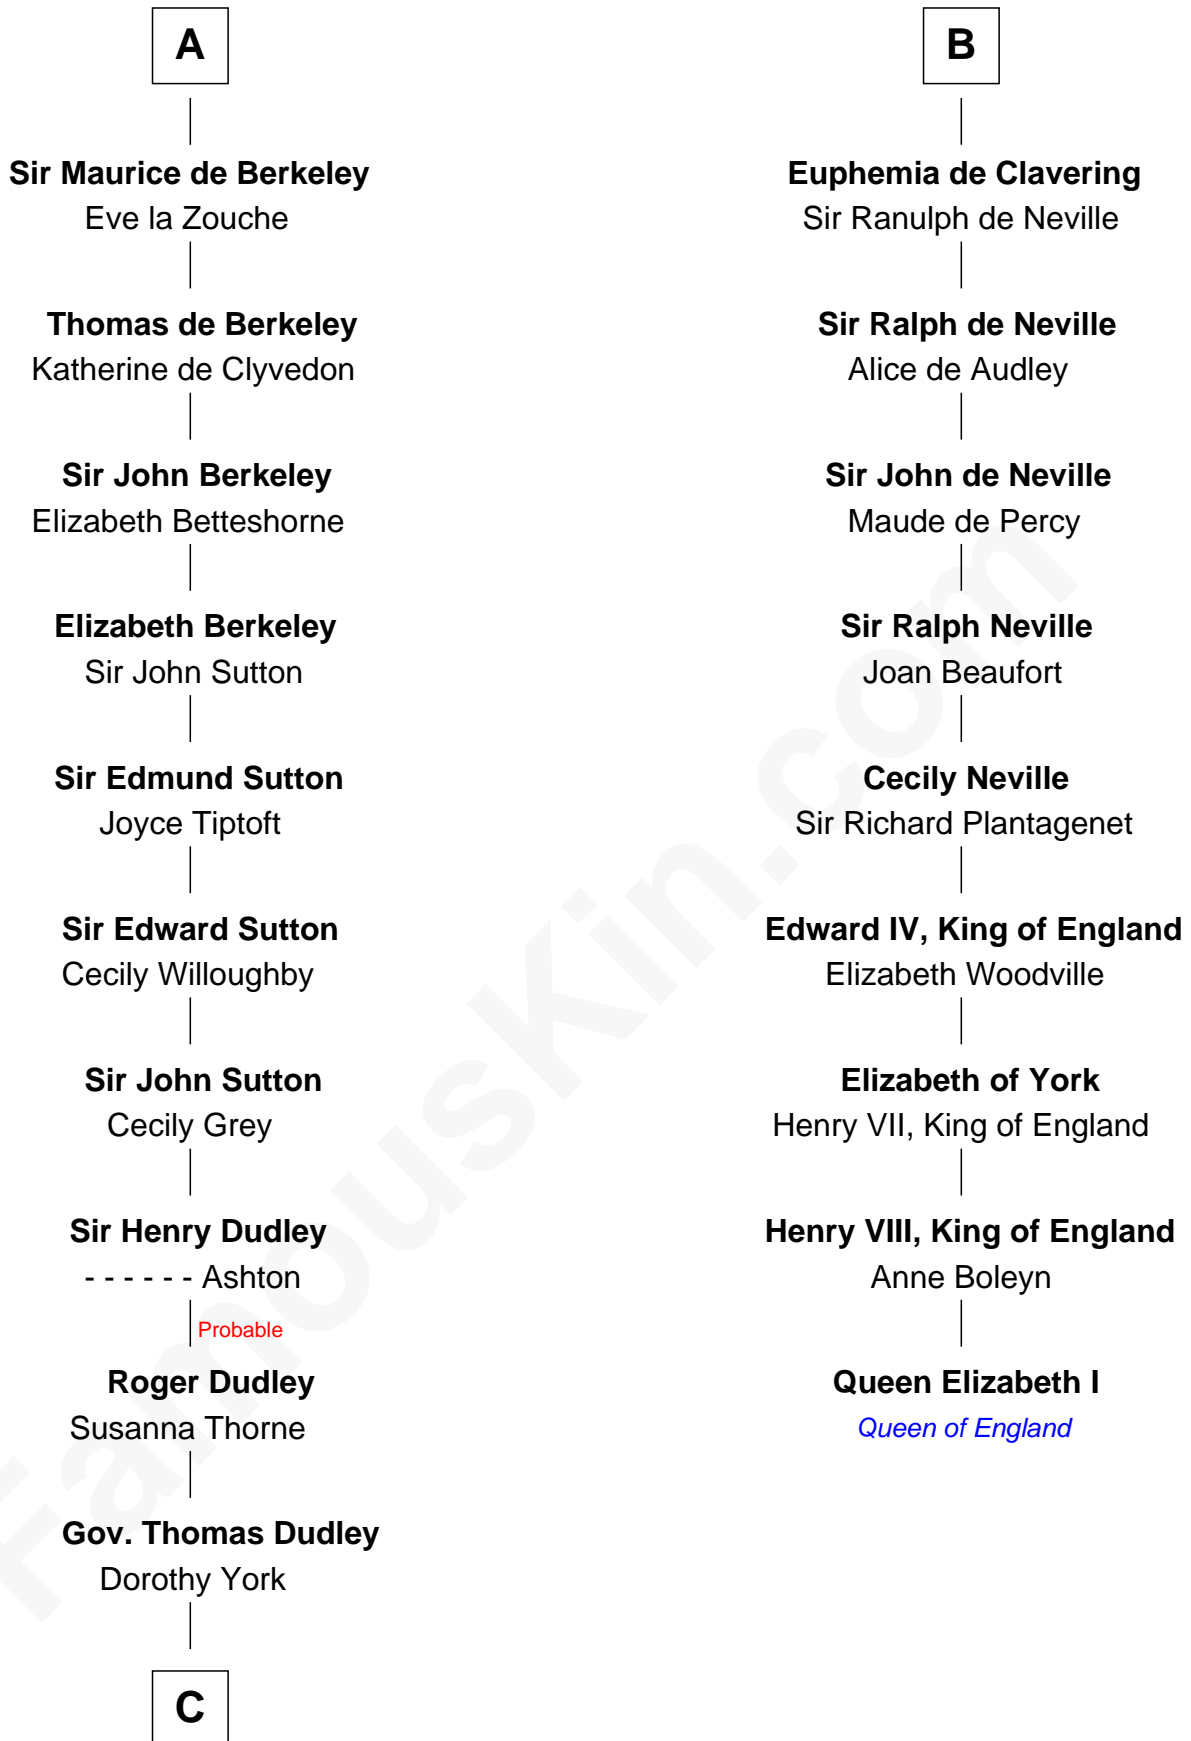 A
Sir Maurice de Berkeley
Eve la Zouche
Thomas de Berkeley
Katherine de Clyvedon
Sir John Berkeley
Elizabeth Betteshorne
Elizabeth Berkeley
Sir John Sutton
Sir Edmund Sutton
Joyce Tiptoft
Sir Edward Sutton
Cecily Willoughby
Sir John Sutton
Cecily Grey
Sir Henry Dudley
- - - - - - Ashton
Probable
Roger Dudley
Susanna Thorne
Gov. Thomas Dudley
Dorothy York
C
B
Euphemia de Clavering
Sir Ranulph de Neville
Sir Ralph de Neville
Alice de Audley
Sir John de Neville
Maude de Percy
Sir Ralph Neville
Joan Beaufort
Cecily Neville
Sir Richard Plantagenet
Edward IV, King of England
Elizabeth Woodville
Elizabeth of York
Henry VII, King of England
Henry VIII, King of England
Anne Boleyn
Queen Elizabeth I
Queen of England
FamousKin.com